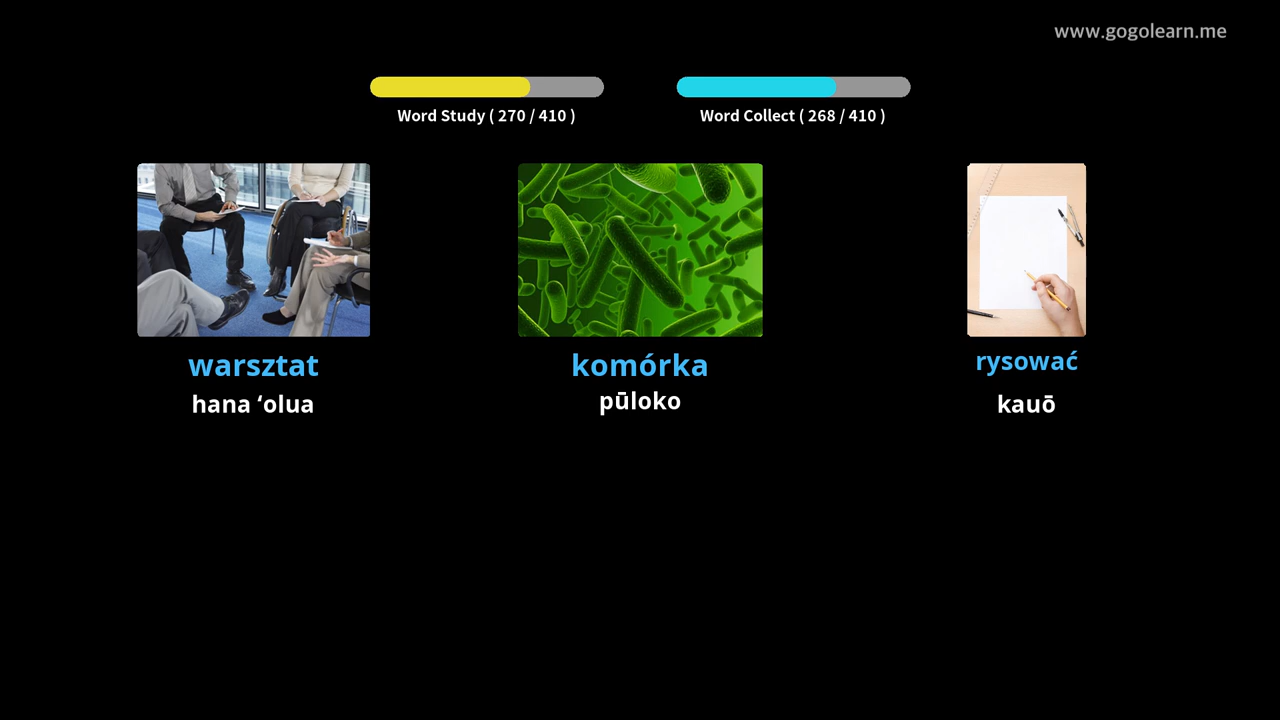 www.gogolearn.me
Word Study ( 270 / 410 )
Word Collect ( 268 / 410 )
warsztat
hana ʻolua
komórka
pūloko
rysować
kauō